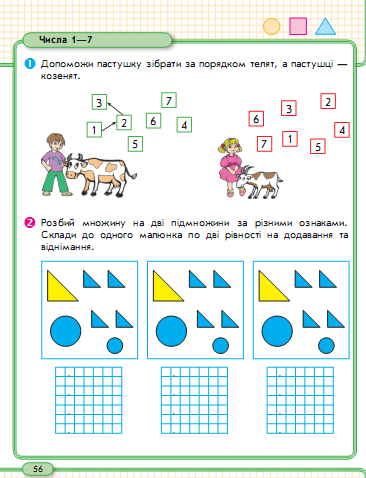 Числа 1—7
1 Допоможи пастушку зібрати за порядком телят, а пастушці —
козенят.
3
7
2
1
2
6
4
5
6
3
4
7
1
5
2 Розбий множину на дві підмножини за різними ознаками.
Склади до одного малюнка по дві рівності на додавання та
віднімання.
56